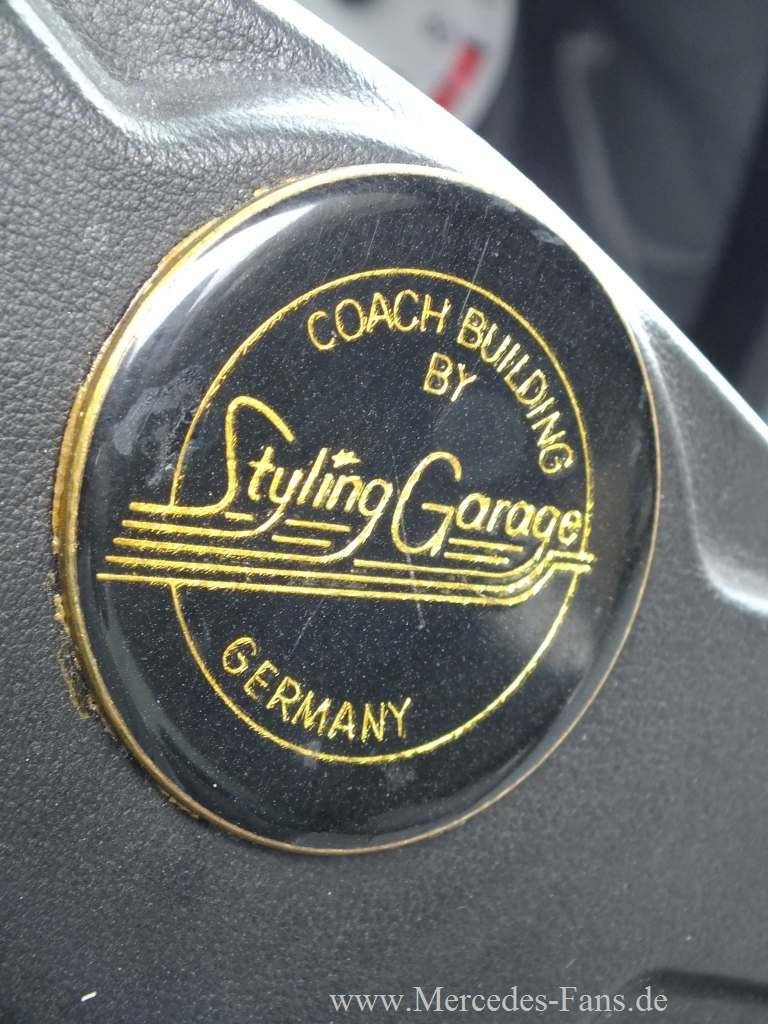 COACH BUILDING
BY
Styling Garage
GERMANY
www.Mercedes-Fans.de